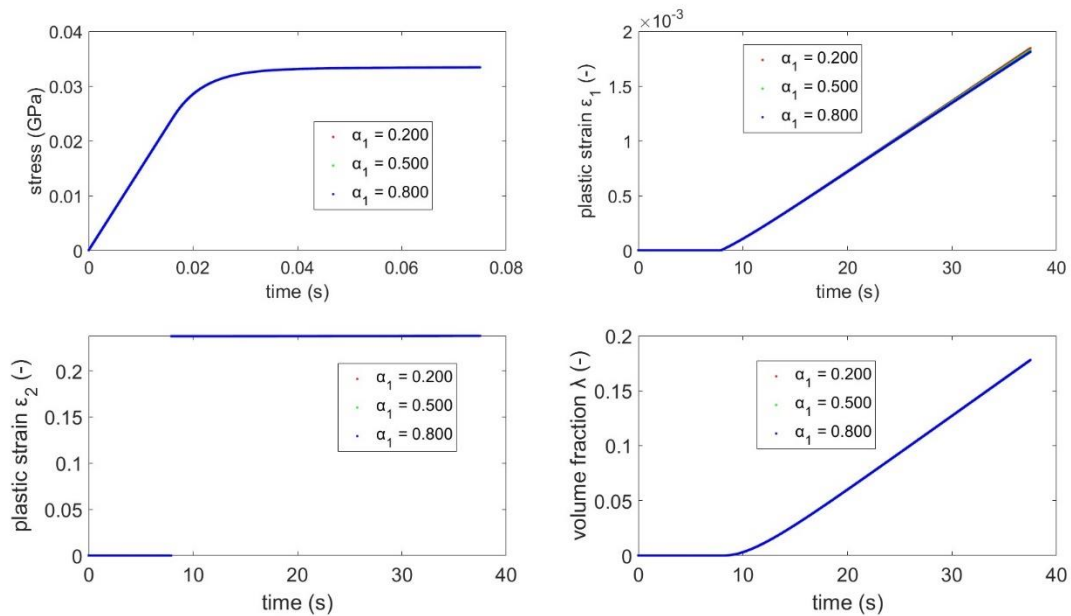 0.04
0.03
0.02
0.01
0
stress (GPa)
α1 = 0.200
α1 = 0.500
α1 = 0.800
0 0.02 0.04 0.06 0.08
time (s)
×10-3
2
1.5
1
0.5
0
plastic strain ε1 (-)
α1 = 0.200
α1 = 0.500
α1 = 0.800
0 10 20 30 40
time (s)
0.2
0.15
0.1
0.05
0
plastic strain ε2 (-)
α1 = 0.200
α1 = 0.500
α1 = 0.800
0 10 20 30 40
time (s)
0.2
0.15
0.1
0.05
0
volume fraction λ (-)
α1 = 0.200
α1 = 0.500
α1 = 0.800
0 10 20 30 40
time (s)